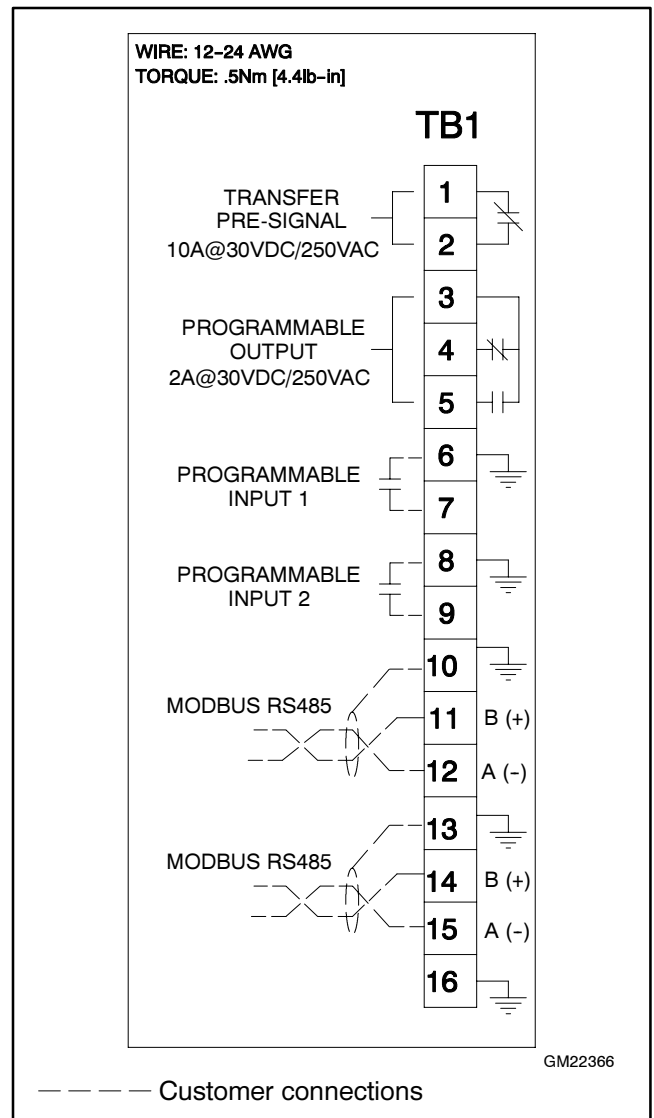 WIRE: 12-24 AWG
TORQUE: .5Nm [4.4lb-in]
TB1
TRANSFER
PRE-SIGNAL
10A@30VDC/250VAC
1
2
PROGRAMMABLE
OUTPUT
2A@30VDC/250VAC
3
4
5
PROGRAMMABLE
INPUT 1
6
7
PROGRAMMABLE
INPUT 2
8
9
10
MODBUS RS485
11 B (+)
12 A (-)
13
MODBUS RS485
14 B (+)
15 A (-)
16
GM22366
Customer connections